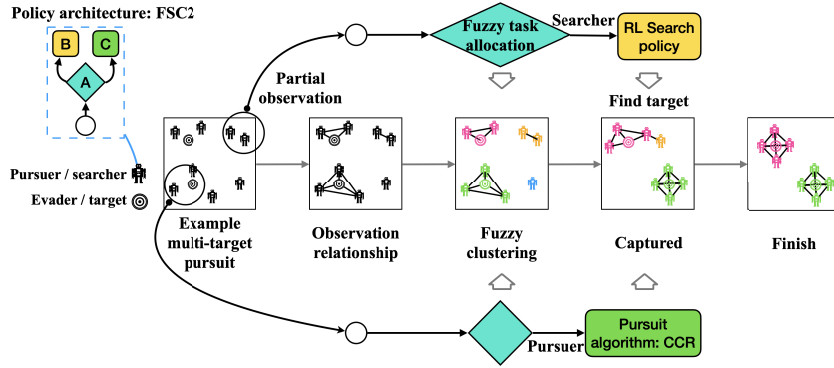 Policy architecture: FSC2
B
C
A
Pursuer / searcher
Evader / target
Partial
observation
Fuzzy task
allocation
Searcher
RL Search
policy
Find target
Example
multi-target
pursuit
Observation
relationship
Fuzzy
clustering
Captured
Finish
Pursuer
Pursuit
algorithm: CCR